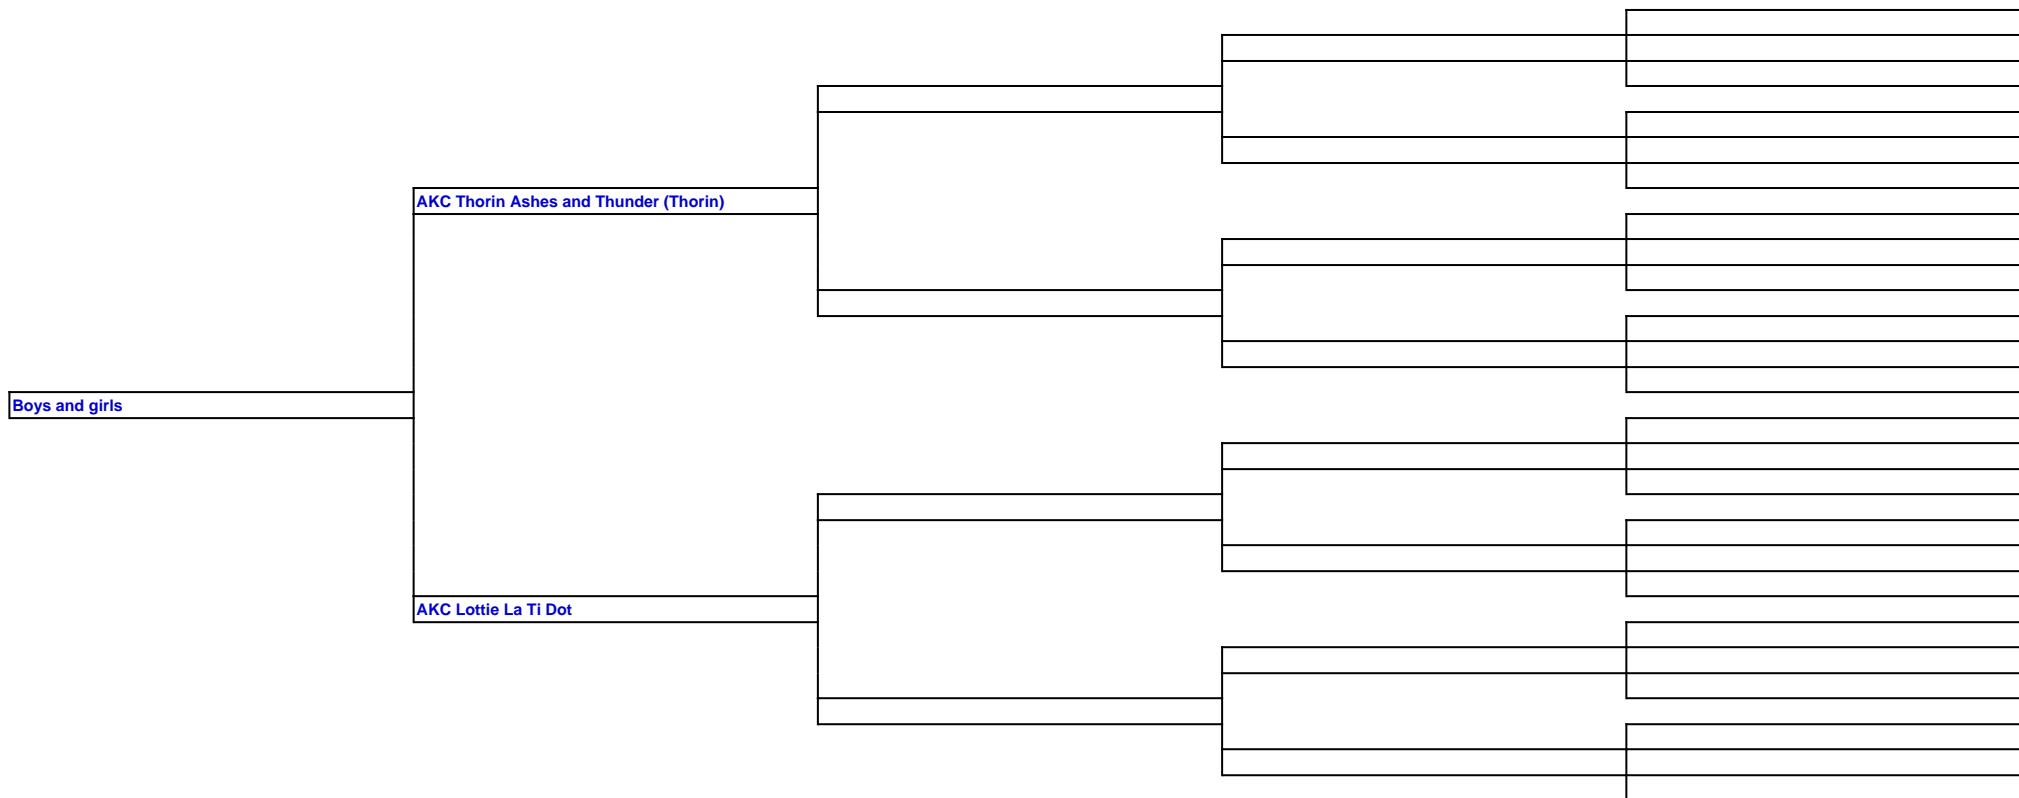 AKC Thorin Ashes and Thunder (Thorin)
Boys and girls
AKC Lottie La Ti Dot